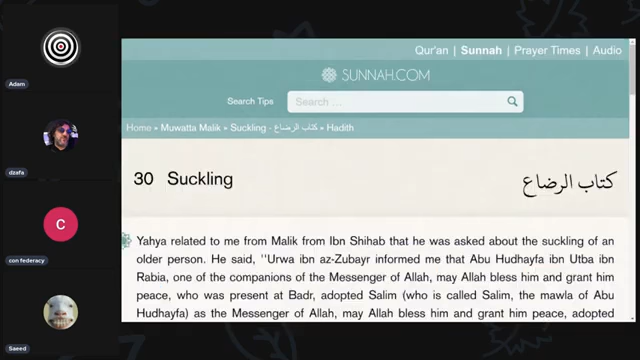 Qur'an | Sunnah | Prayer Times | Audio
SUNNAH.COM
Search Tips
Search ...
Home » Muwatta Malik » Suckling - كتاب الرضاع » Hadith
30 Suckling
كتاب الرضاع
Yahya related to me from Malik from Ibn Shihab that he was asked about the suckling of an
older person. He said, ''Urwa ibn az-Zubayr informed me that Abu Hudhayfa ibn Utba ibn
Rabia, one of the companions of the Messenger of Allah, may Allah bless him and grant him
peace, who was present at Badr, adopted Salim (who is called Salim, the mawla of Abu
Hudhayfa) as the Messenger of Allah, may Allah bless him and grant him peace, adopted
Adam
dzafa
C
con federacy
Saeed